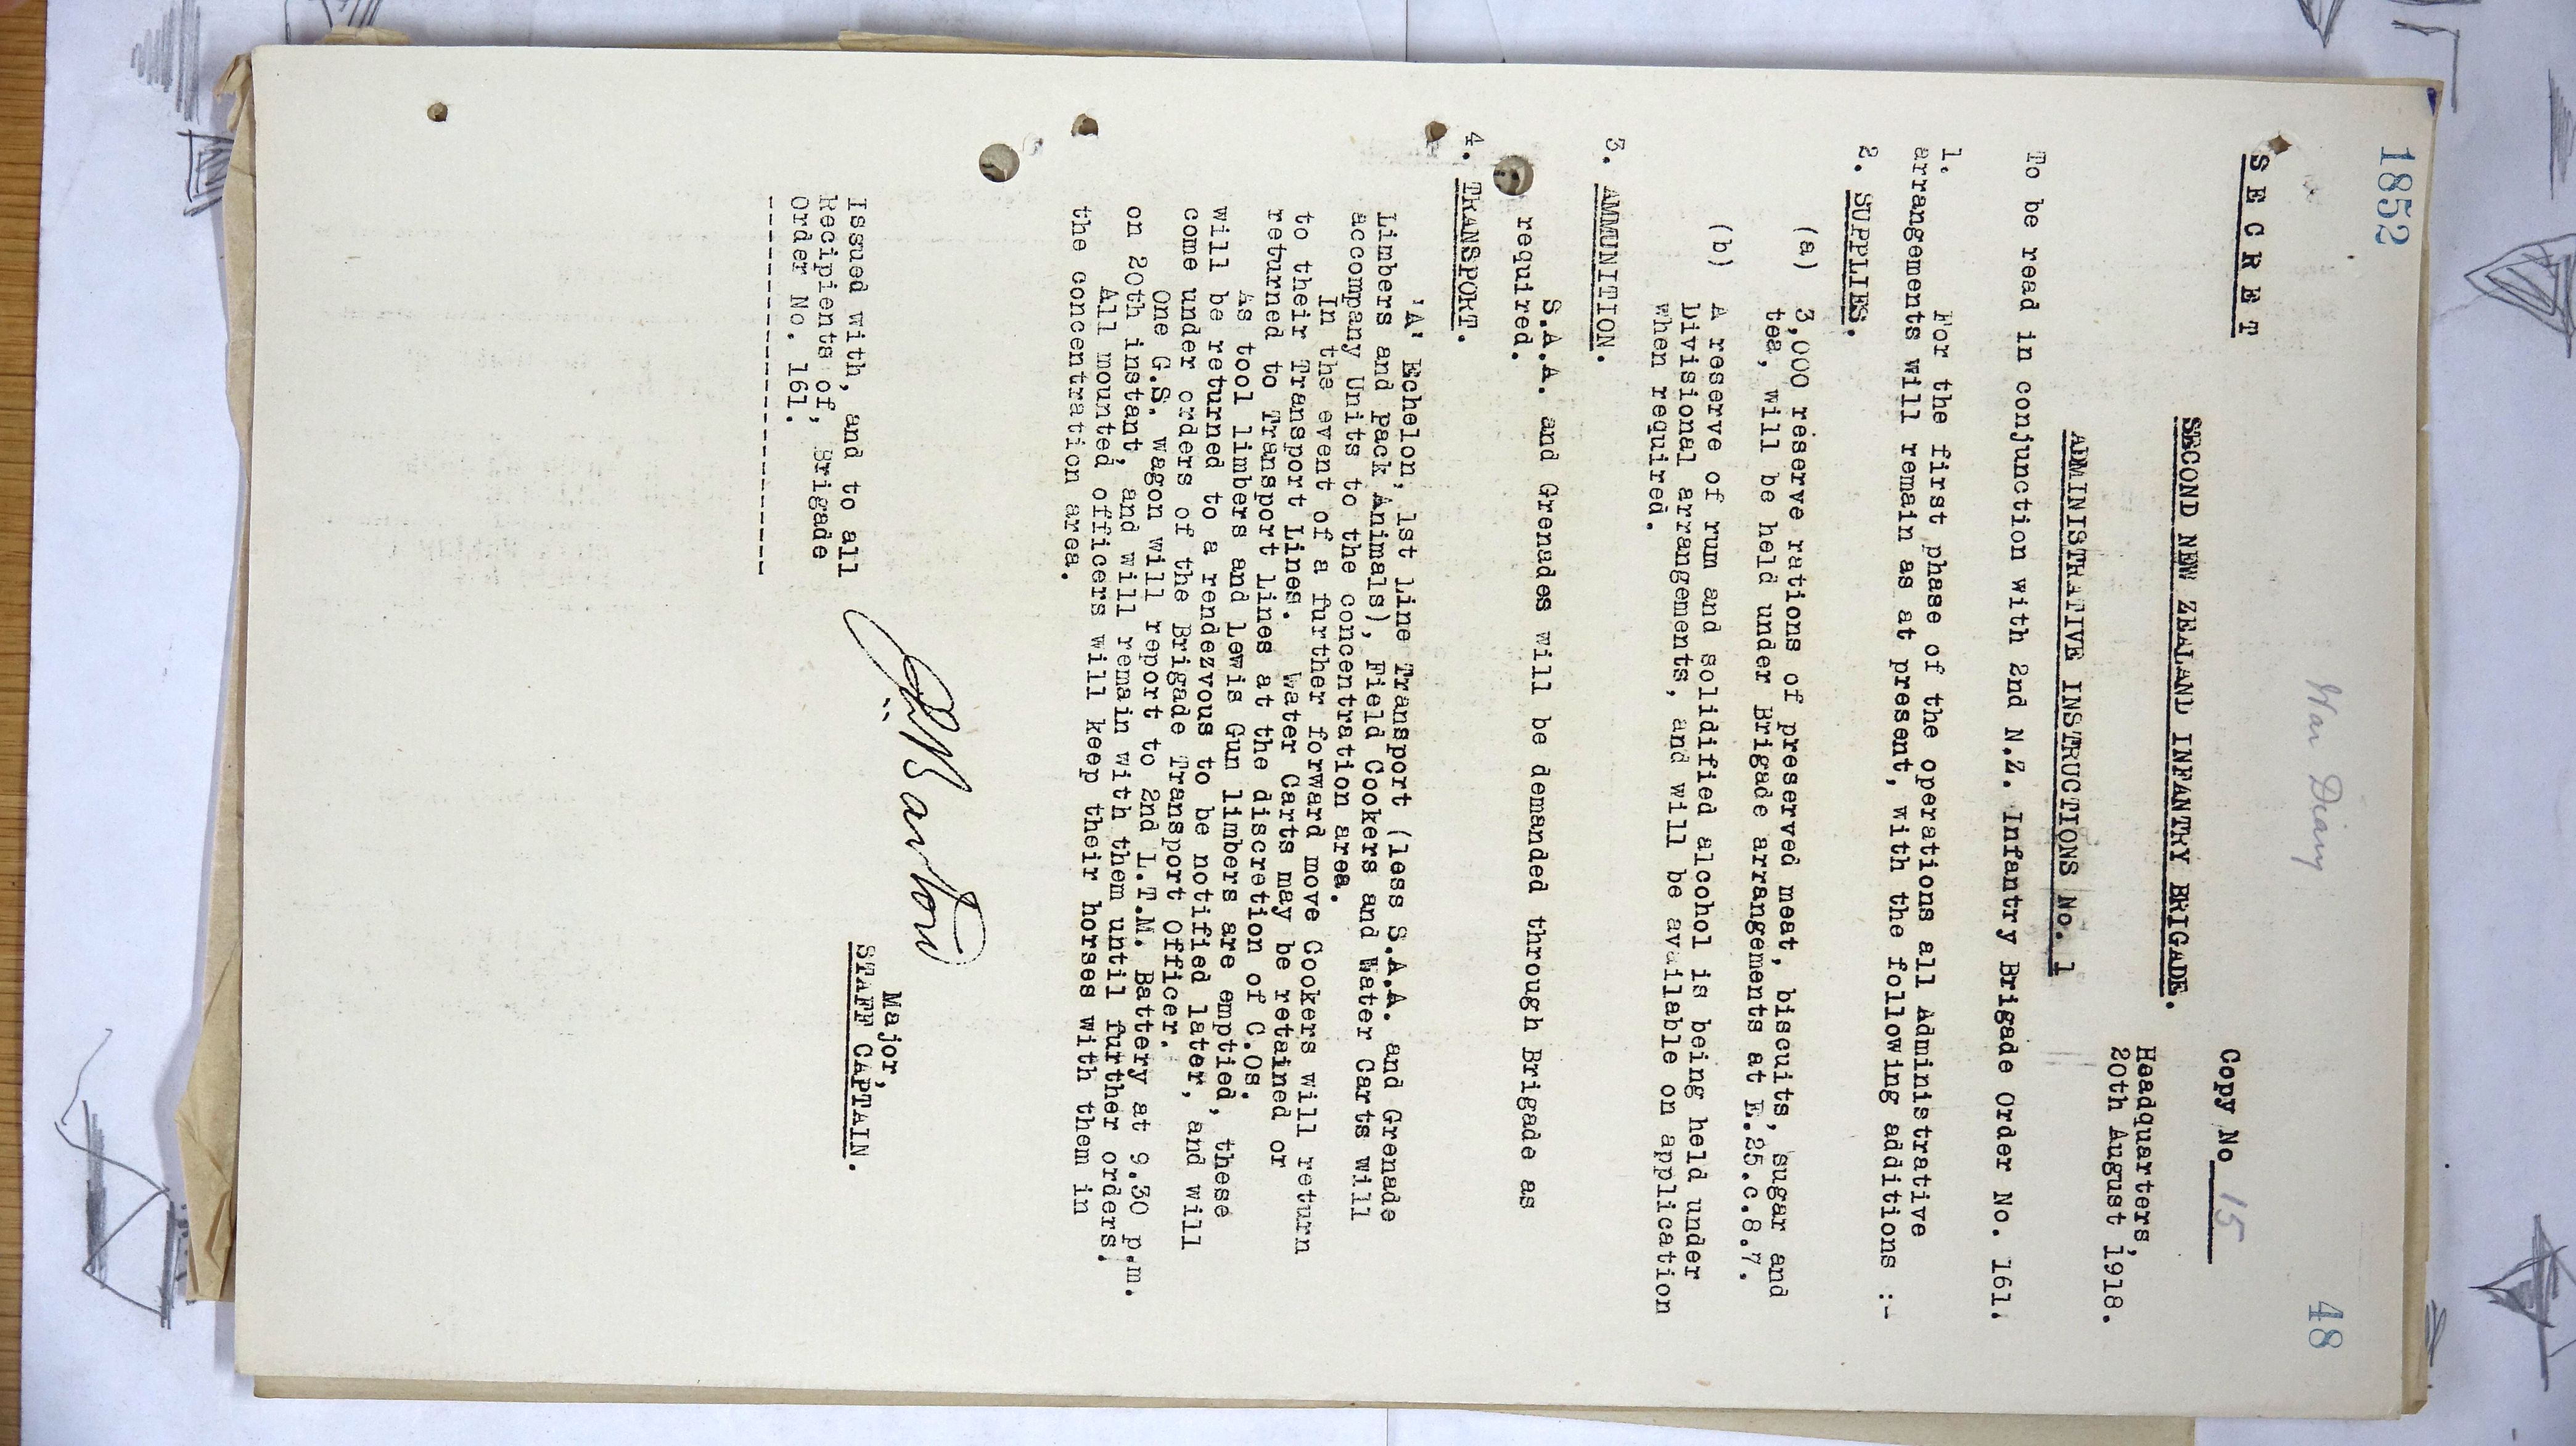 1852
War Diary
48
SECRET
Copy No 15
SECOND NEW ZEALAND INFANTRY BRIGADE.
Headquarters,
20th August 1918.
ADMINISTRATIVE INSTRUCTIONS No. 1
To be read in conjunction with 2nd N.Z. Infantry Brigade Order No. 161.
1. For the first phase of the operations all Administrative
arrangements will remain as at present, with the following additions :-
2. SUPPLIES.
(a) 3,000 reserve rations of preserved meat, biscuits, sugar and
tea, will be held under Brigade arrangements at E.25.c.8.7.
(b) A reserve of rum and solidified alcohol is being held under
Divisional arrangements, and will be available on application
when required.
3. AMMUNITION.
S.A.A. and Grenades will be demanded through Brigade as
required.
4. TRANSPORT.
'A' Echelon, 1st Line Transport (less S.A.A. and Grenade
Limbers and pack Animals), Field Cookers and Water Carts will
accompany Units to the concentration area.
In the event of a further forward move Cookers will return
to their Transport Lines. Water Carts may be retained or
returned to Transport Lines at the discretion of C.Os.
As tool limbers and Lewis Gun limbers are emptied, these
will be returned to a rendezvous to be notified later, and will
come under orders of the Brigade Transport Officer.
One G.S. wagon will report to 2nd L.T.M. Battery at 9.30 p.m.
on 20th instant, and will remain with them until further orders.
All mounted officers will keep their horses with them in
the concentration area.
Major,
STAFF CAPTAIN.
Issued with, and to all
Recipients of, Brigade
Order No. 161.